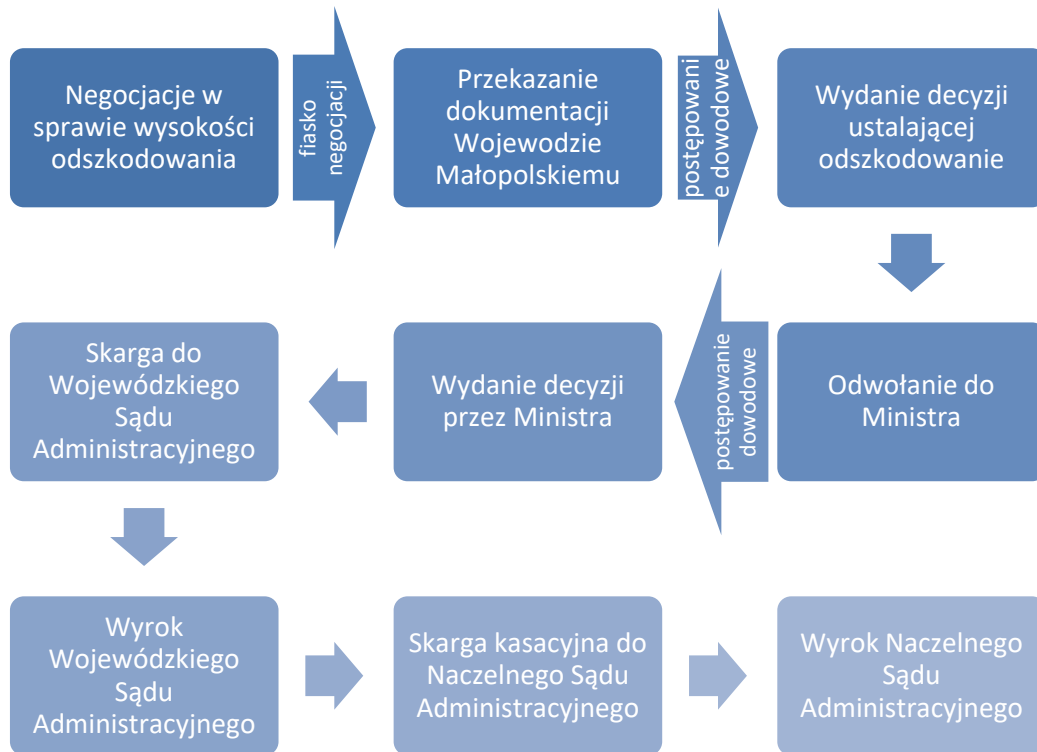 Negocjacje w
sprawie wysokości
odszkodowania
fiasko
negocjacji
Przekazanie
dokumentacji
Wojewodzie
Małopolskiemu
postępowani
e dowodowe
Wydanie decyzji
ustalającej
odszkodowanie
Odwołanie do
Ministra
postępowanie
dowodowe
Wydanie decyzji
przez Ministra
Skarga do
Wojewódzkiego
Sądu
Administracyjnego
Wyrok
Wojewódzkiego
Sądu
Administracyjnego
Skarga kasacyjna do
Naczelnego Sądu
Administracyjnego
Wyrok Naczelnego
Sądu
Administracyjnego